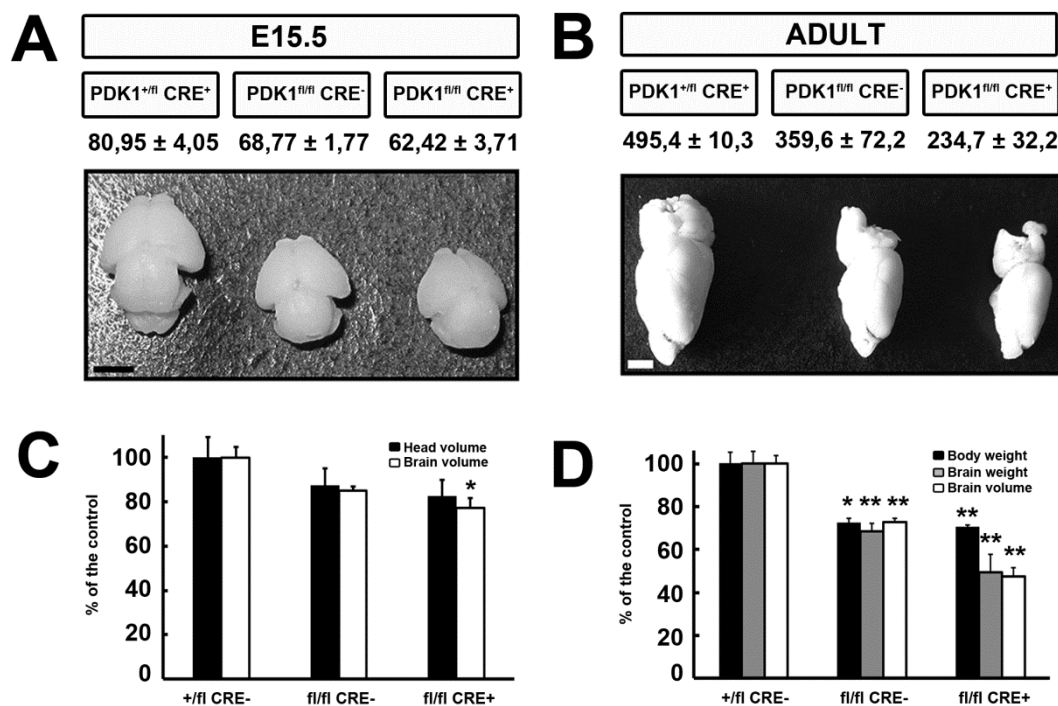 A
E15.5
PDK1+/fl CRE+ PDK1fl/fl CRE- PDK1fl/fl CRE+
80,95 ± 4,05 68,77 ± 1,77 62,42 ± 3,71
B
ADULT
PDK1+/fl CRE+ PDK1fl/fl CRE- PDK1fl/fl CRE+
495,4 ± 10,3 359,6 ± 72,2 234,7 ± 32,2
C
% of the control
100
80
60
40
20
0
Head volume
Brain volume
*
+/fl CRE- fl/fl CRE- fl/fl CRE+
D
% of the control
100
80
60
40
20
0
Body weight
Brain weight
Brain volume
* ** ** ** ** **
+/fl CRE- fl/fl CRE- fl/fl CRE+